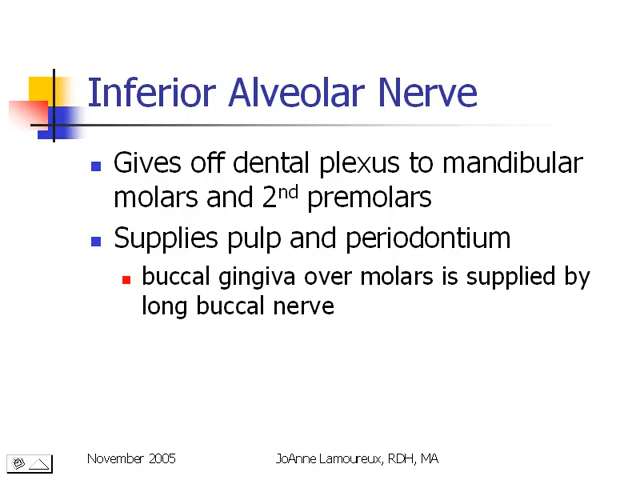 Inferior Alveolar Nerve
Gives off dental plexus to mandibular
molars and 2nd premolars
Supplies pulp and periodontium
buccal gingiva over molars is supplied by
long buccal nerve
November 2005
JoAnne Lamoureux, RDH, MA